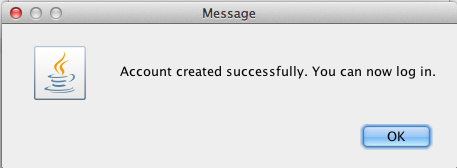 Message
Account created successfully. You can now log in.
OK